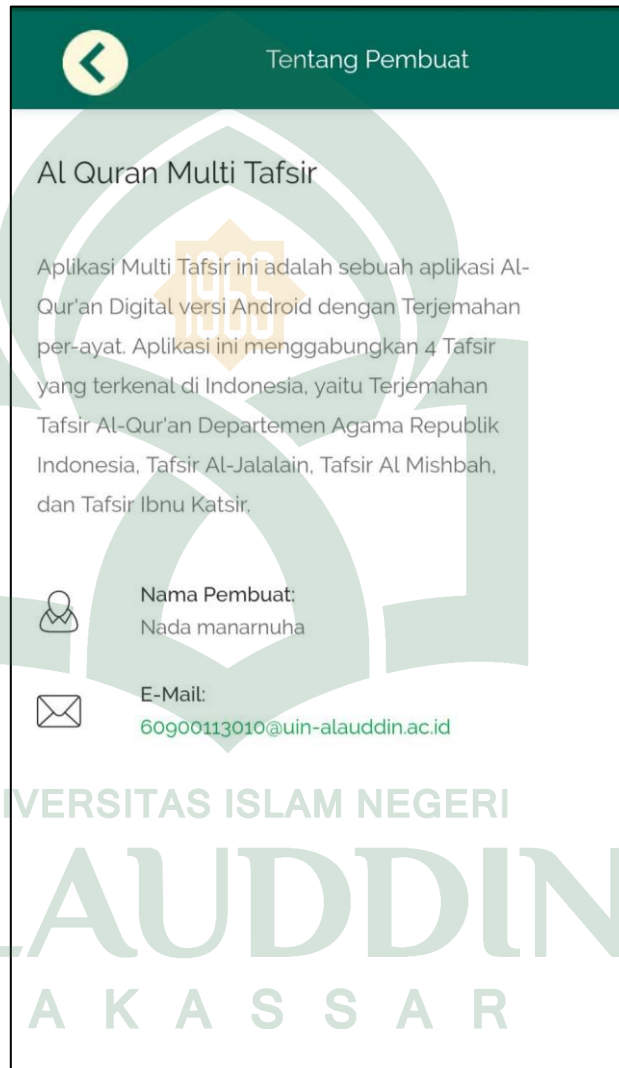 Tentang Pembuat
Al Quran Multi Tafsir
1965
Aplikasi Multi Tafsir ini adalah sebuah aplikasi Al-
Qur'an Digital versi Android dengan Terjemahan
per-ayat. Aplikasi ini menggabungkan 4 Tafsir
yang terkenal di Indonesia, yaitu Terjemahan
Tafsir Al-Qur'an Departemen Agama Republik
Indonesia, Tafsir Al-Jalalain, Tafsir Al Mishbah,
dan Tafsir Ibnu Katsir.
Nama Pembuat:
Nada manarnuha
E-Mail:
60900113010@uin-alauddin.ac.id
IVERSITAS ISLAM NEGERI
LAUDDIN
AKASSAR